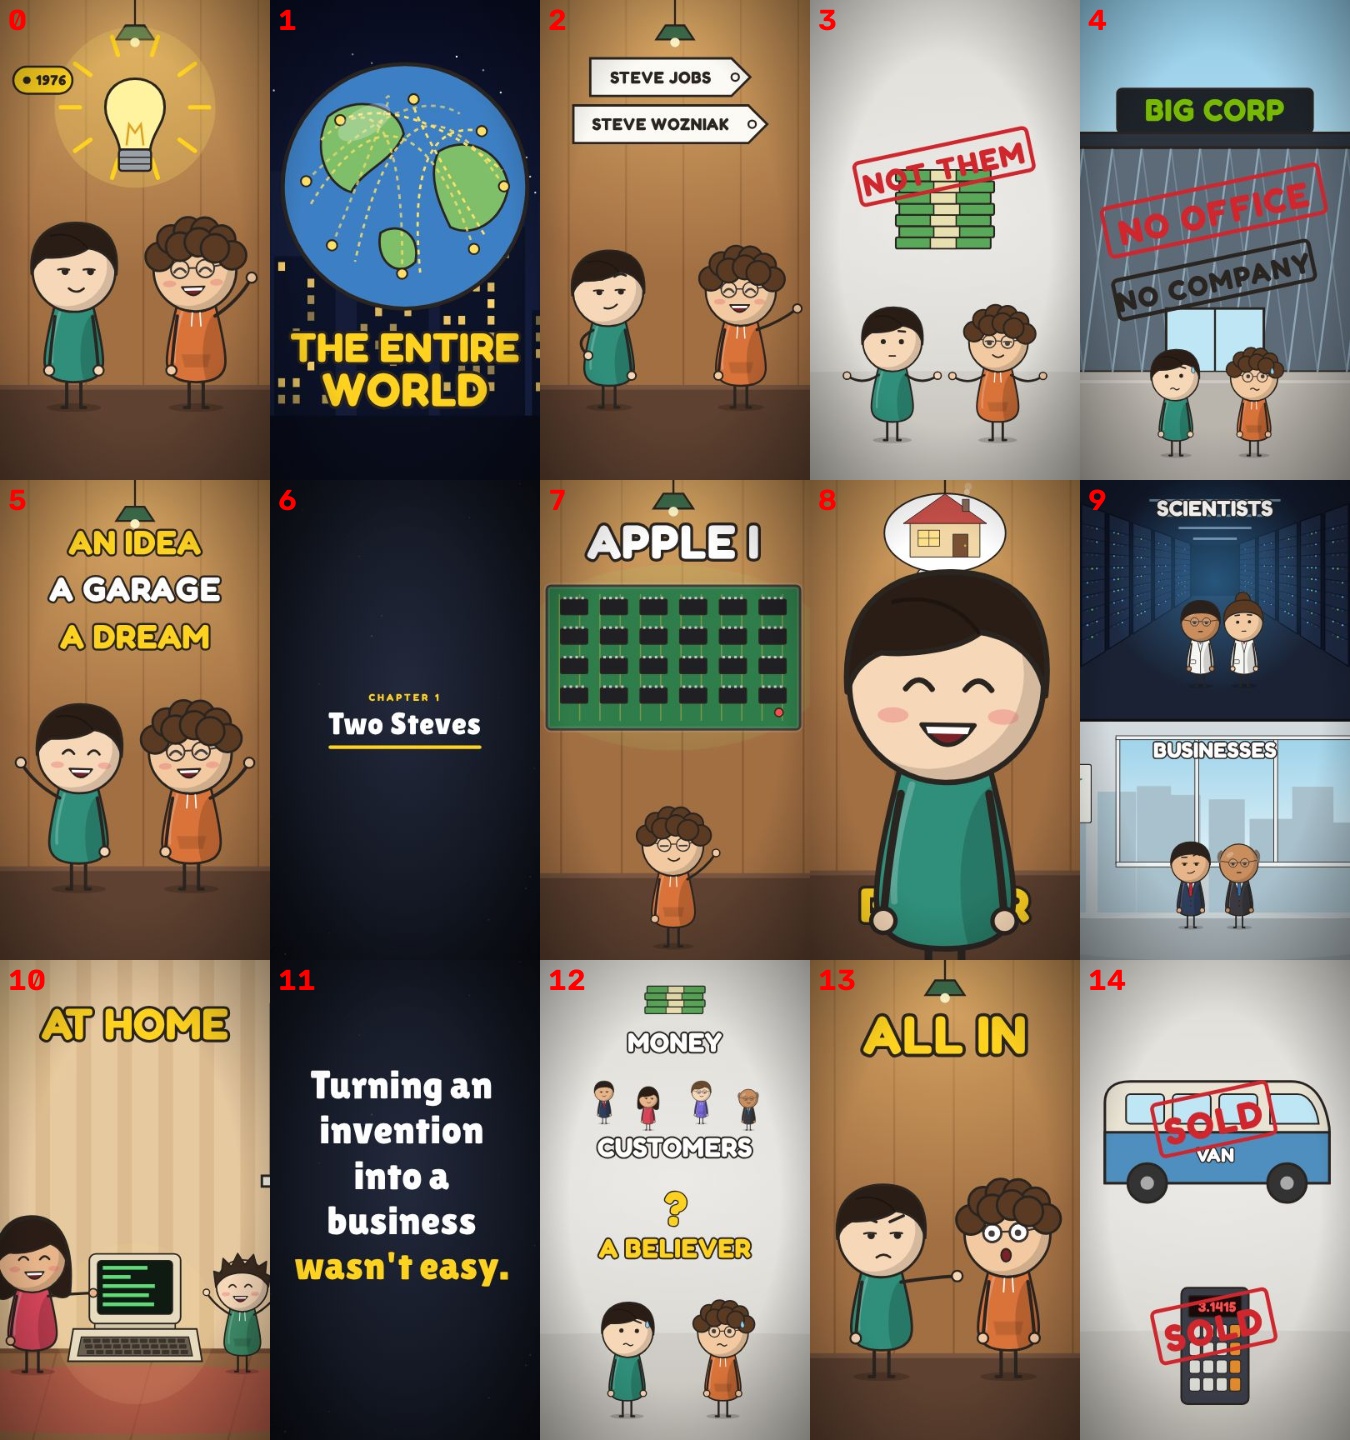 0
1976
1
THE ENTIRE
WORLD
2
STEVE JOBS
STEVE WOZNIAK
3
NOT THEM
4
BIG CORP
NO OFFICE
NO COMPANY
5
AN IDEA
A GARAGE
A DREAM
6
CHAPTER 1
Two Steves
7
APPLE I
8
9
SCIENTISTS
BUSINESSES
10
AT HOME
11
Turning an
invention
into a
business
wasn't easy.
12
MONEY
CUSTOMERS
?
A BELIEVER
13
ALL IN
14
SOLD
VAN
3.1415
SOLD